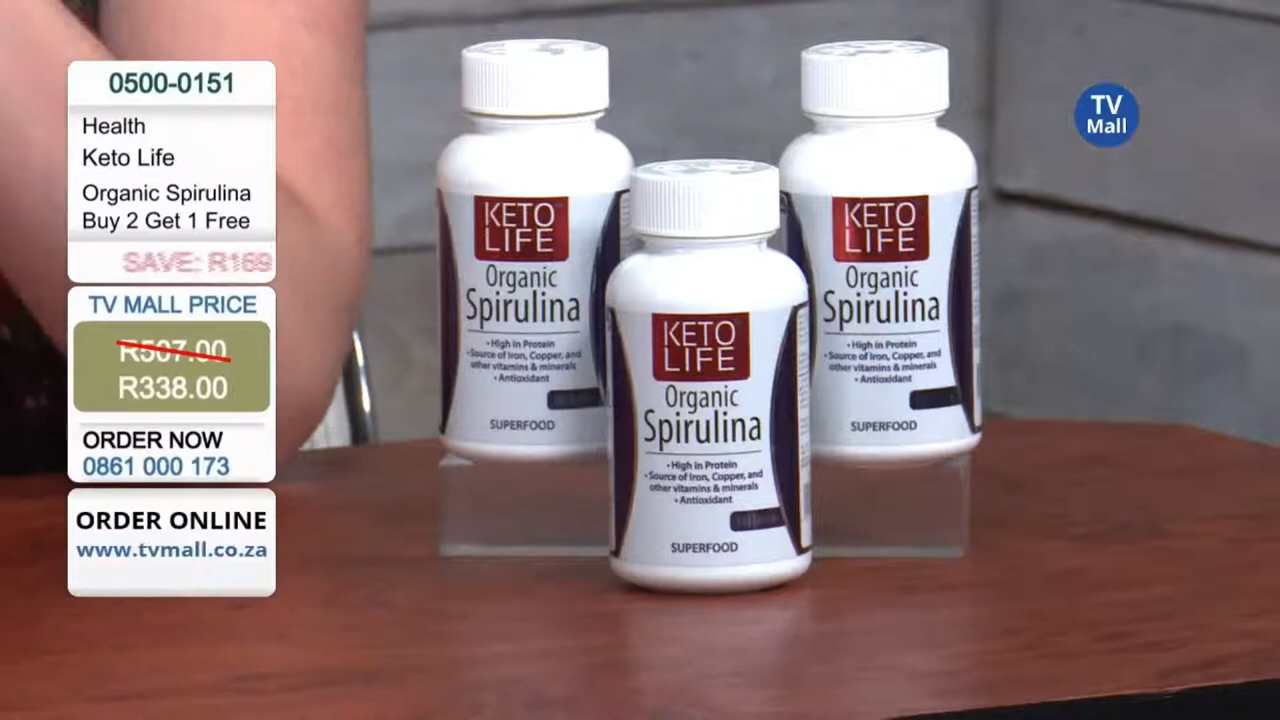 0500-0151
Health
Keto Life
Organic Spirulina
Buy 2 Get 1 Free
SAVE: R169
TV MALL PRICE
R507.00
R338.00
ORDER NOW
0861 000 173
ORDER ONLINE
www.tvmall.co.za
KETO
LIFE
Organic
Spirulina
• High in Protein
• Source of Iron, Copper, and
other vitamins & minerals
• Antioxidant
SUPERFOOD
KETO
LIFE
Organic
Spirulina
• High in Protein
• Source of Iron, Copper, and
other vitamins & minerals
• Antioxidant
SUPERFOOD
KETO
LIFE
Organic
Spirulina
• High in Protein
• Source of Iron, Copper, and
other vitamins & minerals
• Antioxidant
SUPERFOOD
TV
Mall